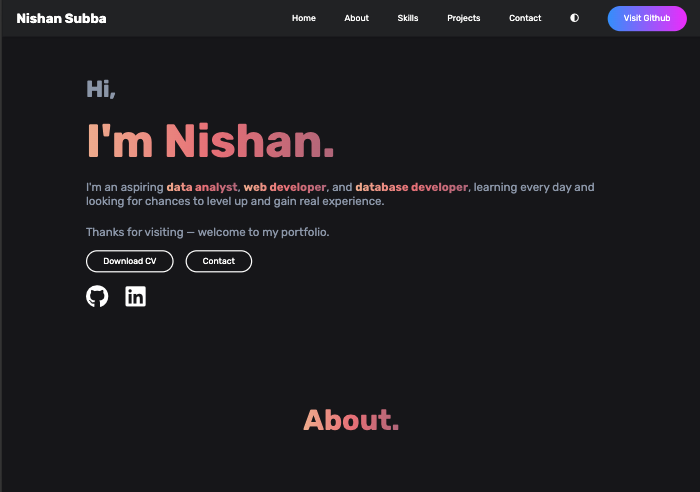 Nishan Subba
Home About Skills Projects Contact Visit Github
Hi,
I'm Nishan.
I'm an aspiring data analyst, web developer, and database developer, learning every day and
looking for chances to level up and gain real experience.
Thanks for visiting — welcome to my portfolio.
Download CV Contact
in
About.